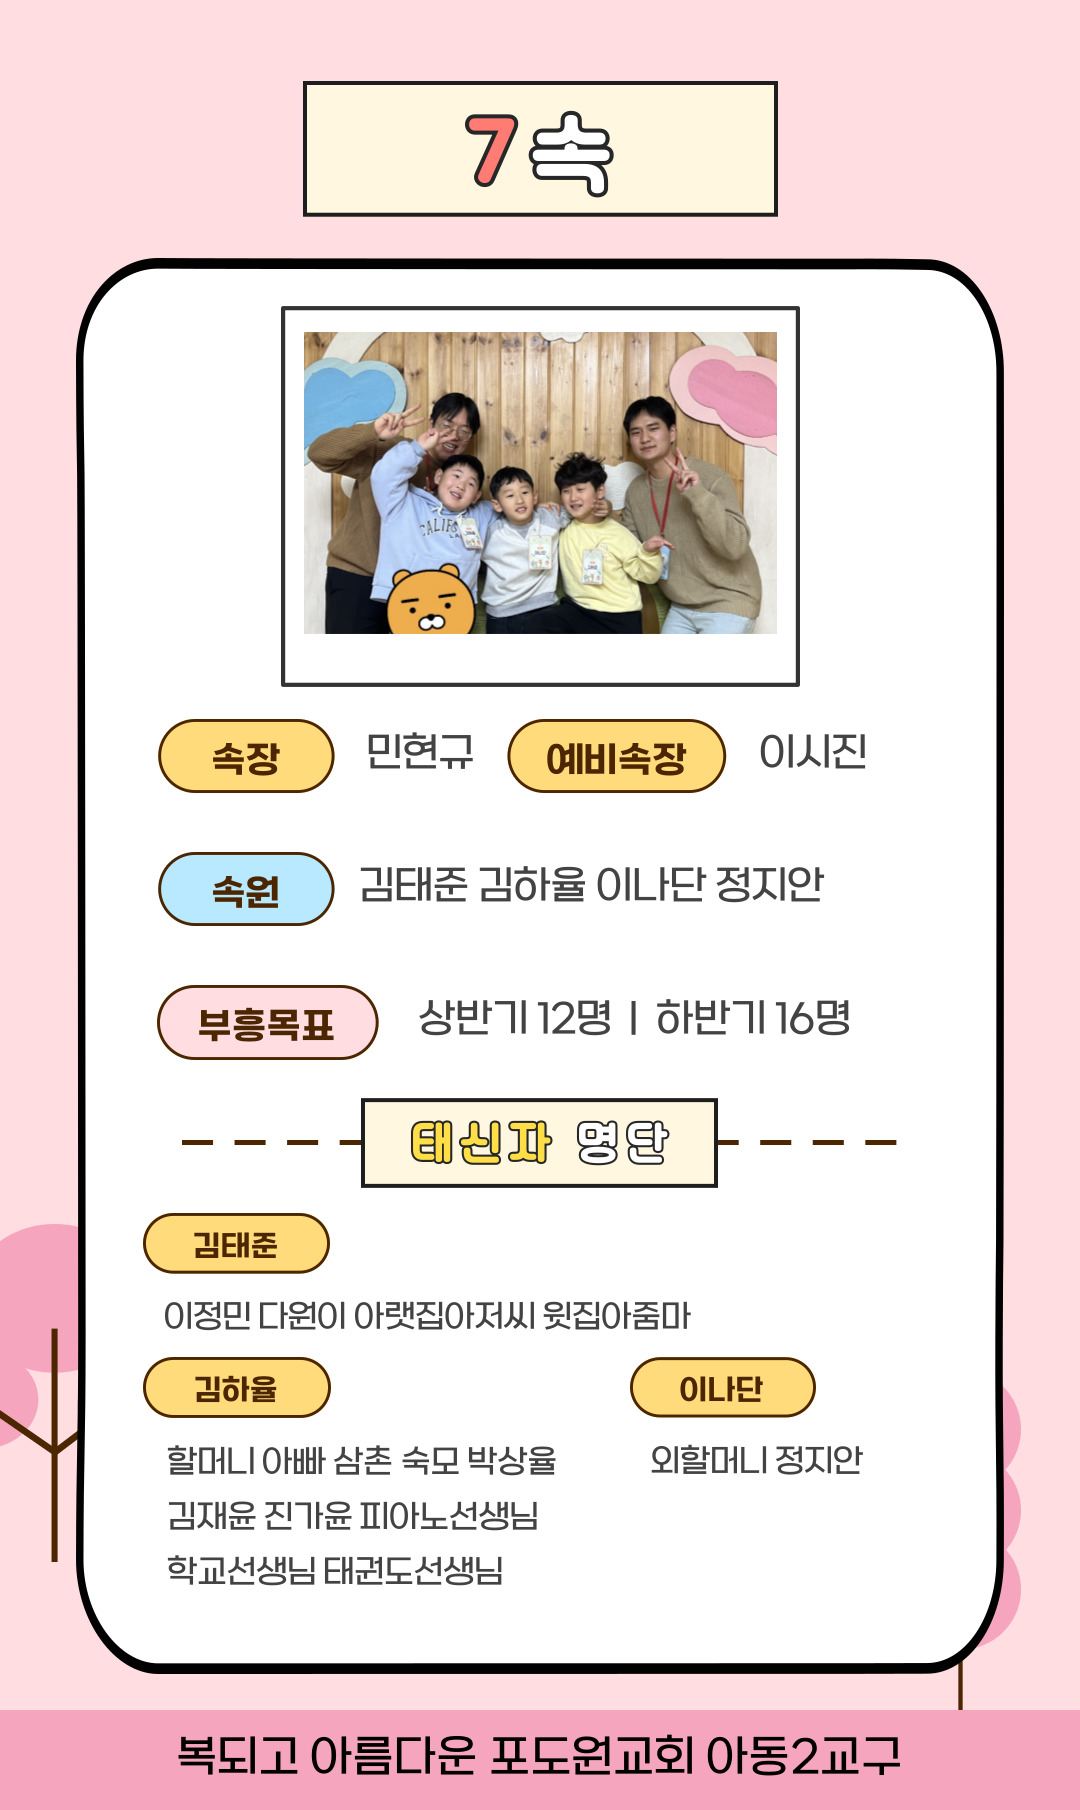 7속
CALIF
속장 민현규 예비속장 이시진
속원 김태준 김하율 이나단 정지안
부흥목표 상반기 12명 | 하반기 16명
태신자 명단
김태준
이정민 다원이 아랫집아저씨 윗집아줌마
김하율
할머니 아빠 삼촌 숙모 박상율
김재윤 진가윤 피아노선생님
학교선생님 태권도선생님
이나단
외할머니 정지안
복되고 아름다운 포도원교회 아동2교구